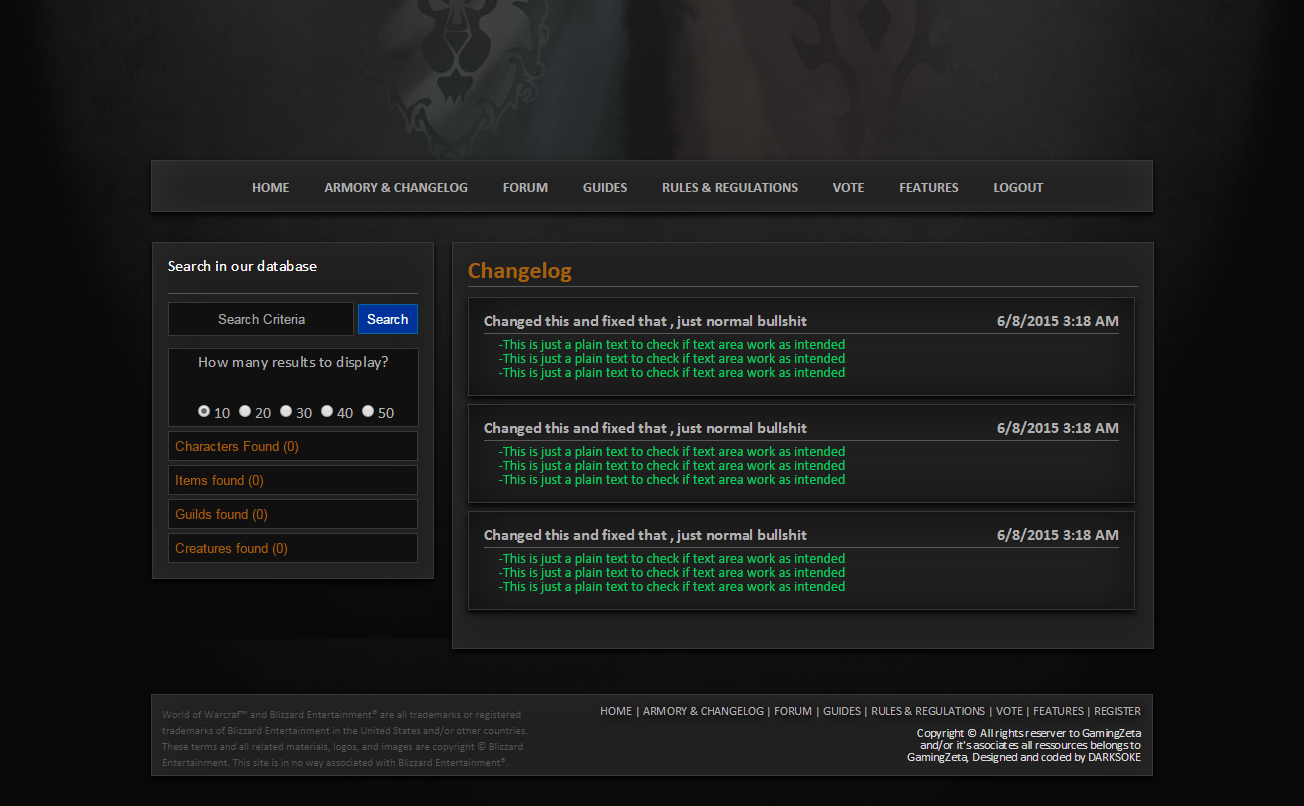 HOME ARMORY & CHANGELOG FORUM GUIDES RULES & REGULATIONS VOTE FEATURES LOGOUT
Search in our database
Search Criteria Search
How many results to display?
10 20 30 40 50
Characters Found (0)
Items found (0)
Guilds found (0)
Creatures found (0)
Changelog
Changed this and fixed that , just normal bullshit 6/8/2015 3:18 AM
-This is just a plain text to check if text area work as intended
-This is just a plain text to check if text area work as intended
-This is just a plain text to check if text area work as intended
Changed this and fixed that , just normal bullshit 6/8/2015 3:18 AM
-This is just a plain text to check if text area work as intended
-This is just a plain text to check if text area work as intended
-This is just a plain text to check if text area work as intended
Changed this and fixed that , just normal bullshit 6/8/2015 3:18 AM
-This is just a plain text to check if text area work as intended
-This is just a plain text to check if text area work as intended
-This is just a plain text to check if text area work as intended
World of Warcraf™ and Blizzard Entertainment® are all trademarks or registered
trademarks of Blizzard Entertainment in the United States and/or other countries.
These terms and all related materials, logos, and images are copyright © Blizzard
Entertainment. This site is in no way associated with Blizzard Entertainment®.
HOME | ARMORY & CHANGELOG | FORUM | GUIDES | RULES & REGULATIONS | VOTE | FEATURES | REGISTER
Copyright © All rights reserver to GamingZeta
and/or it's asociates all ressources belongs to
GamingZeta, Designed and coded by DARKSOKE